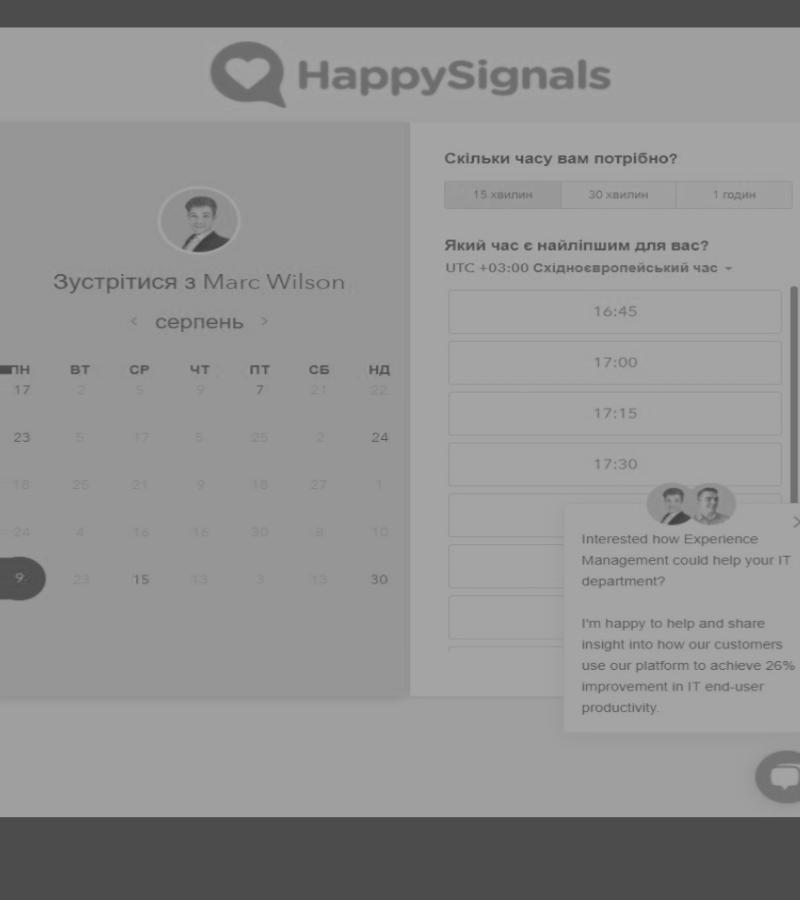 HappySignals
Зустрітися з Marc Wilson
серпень
ПН ВТ СР ЧТ ПТ СБ НД
17 2 5 9 7 21 22
23 5 17 5 25 2 24
18 25 21 9 18 27 1
24 4 16 16 30 8 10
9 23 15 13 3 13 30
Скільки часу вам потрібно?
15 хвилин 30 хвилин 1 годин
Який час є найліпшим для вас?
UTC +03:00 Східноєвропейський час
16:45
17:00
17:15
17:30
Interested how Experience
Management could help your IT
department?
I'm happy to help and share
insight into how our customers
use our platform to achieve 26%
improvement in IT end-user
productivity.